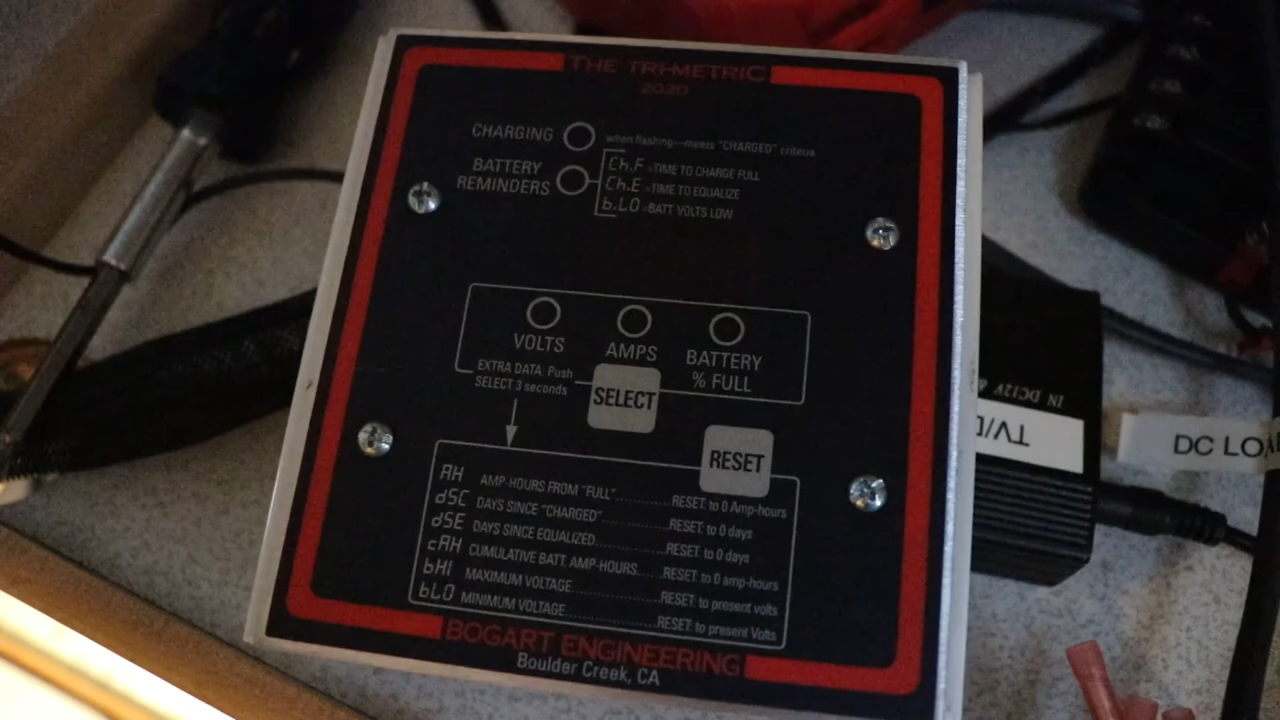 THE TRI-METRIC
2020
CHARGING
when flashing---meets "CHARGED" criteria
BATTERY
REMINDERS
Ch.F =TIME TO CHARGE FULL
Ch.E =TIME TO EQUALIZE
b.LO =BATT VOLTS LOW
VOLTS
AMPS
BATTERY
% FULL
EXTRA DATA: Push
SELECT 3 seconds
SELECT
RESET
AH AMP-HOURS FROM "FULL"..............RESET: to 0 Amp-hours
dSC DAYS SINCE "CHARGED".................RESET: to 0 days
dSE DAYS SINCE EQUALIZED..................RESET: to 0 days
cAH CUMULATIVE BATT. AMP-HOURS......RESET: to 0 amp-hours
bHI MAXIMUM VOLTAGE......................RESET: to present volts
bLO MINIMUM VOLTAGE.......................RESET: to present Volts
BOGART ENGINEERING
Boulder Creek, CA
IN DC12V
TV/D
DC LOA